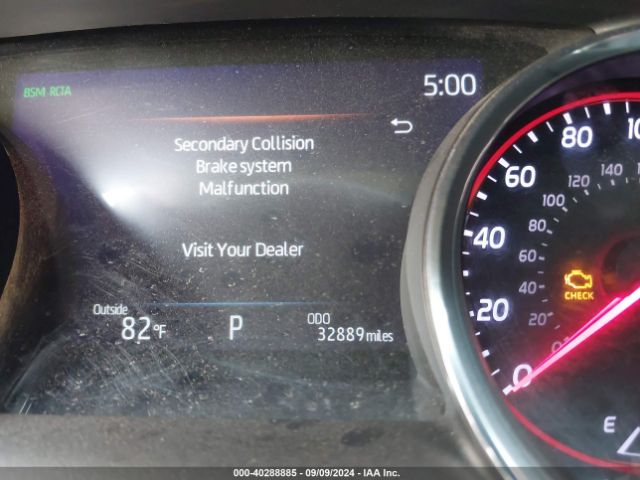 BSM RCTA
5:00
Secondary Collision
Brake system
Malfunction
Visit Your Dealer
Outside
82°F
P
ODO
32889 miles
80
60
40
20
0
140
120
100
80
60
40
20
0
CHECK
E
000-40288885 - 09/09/2024 - IAA Inc.